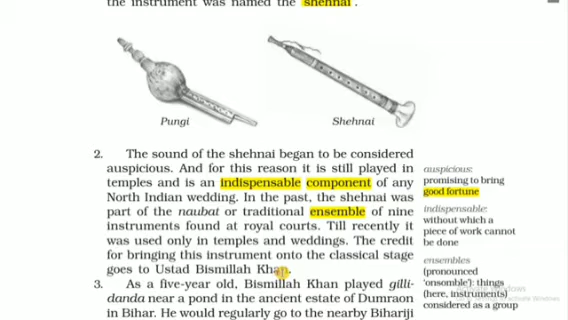 the instrument was named the shehnai.
Pungi
Shehnai
2. The sound of the shehnai began to be considered
auspicious. And for this reason it is still played in
temples and is an indispensable component of any
North Indian wedding. In the past, the shehnai was
part of the naubat or traditional ensemble of nine
instruments found at royal courts. Till recently it
was used only in temples and weddings. The credit
for bringing this instrument onto the classical stage
goes to Ustad Bismillah Khan.
3. As a five-year old, Bismillah Khan played gilli-
danda near a pond in the ancient estate of Dumraon
in Bihar. He would regularly go to the nearby Bihariji
auspicious:
promising to bring
good fortune
indispensable:
without which a
piece of work cannot
be done
ensembles
(pronounced
'onsomble'): things
(here, instruments)
considered as a group
Windows
Activate Windows